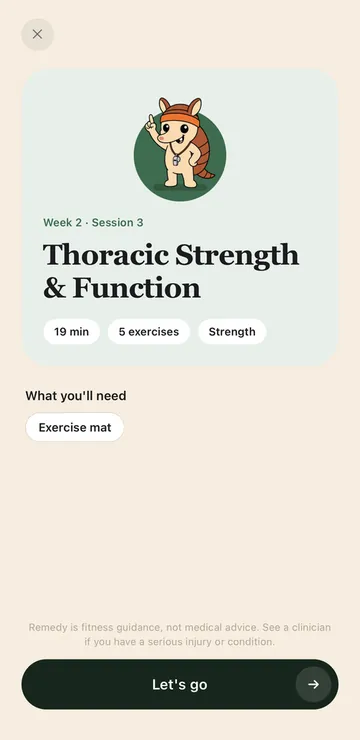 Week 2 · Session 3
Thoracic Strength
& Function
19 min
5 exercises
Strength
What you'll need
Exercise mat
Remedy is fitness guidance, not medical advice. See a clinician
if you have a serious injury or condition.
Let's go